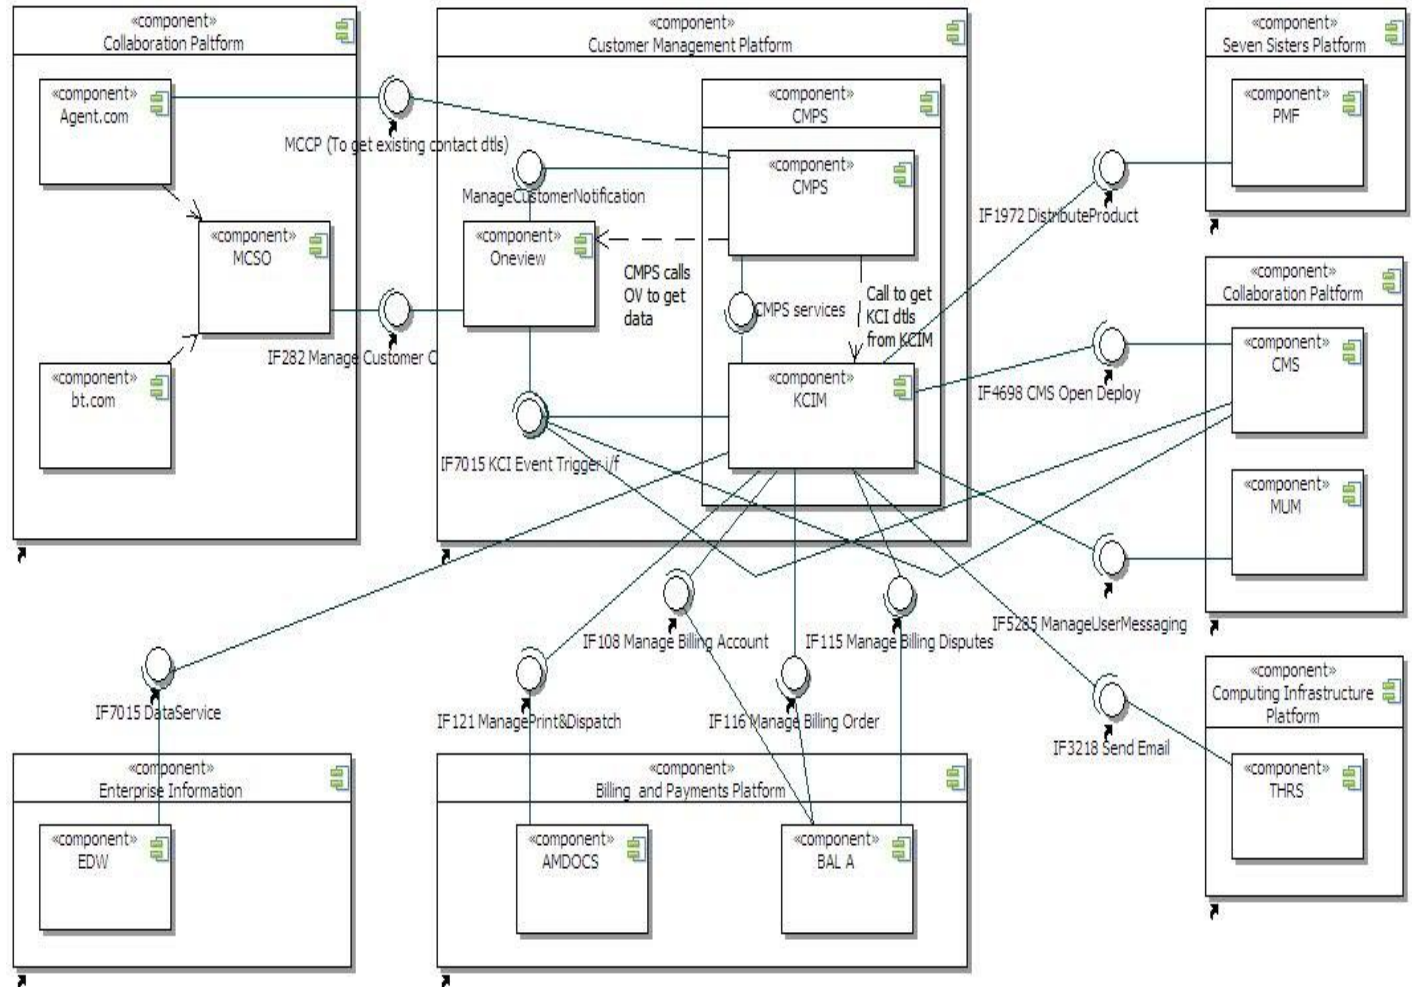 «component»
Collaboration Paltform
«component»
Agent.com
«component»
MCSO
«component»
bt.com
MCCP (To get existing contact dtls)
IF282 Manage Customer C
«component»
Customer Management Platform
ManageCustomerNotification
«component»
Oneview
CMPS calls
OV to get
data
IF7015 KCI Event Trigger i/f
«component»
CMPS
«component»
CMPS
CMPS services
Call to get
KCI dtls
from KCIM
«component»
KCIM
«component»
Seven Sisters Platform
«component»
PMF
IF1972 DistributeProduct
«component»
Collaboration Paltform
«component»
CMS
IF4698 CMS Open Deploy
«component»
MUM
IF5285 ManageUserMessaging
IF108 Manage Billing Account
IF115 Manage Billing Disputes
IF7015 DataService
IF121 ManagePrint&Dispatch
IF116 Manage Billing Order
IF3218 Send Email
«component»
Computing Infrastructure
Platform
«component»
THRS
«component»
Enterprise Information
«component»
EDW
«component»
Billing and Payments Platform
«component»
AMDOCS
«component»
BAL A